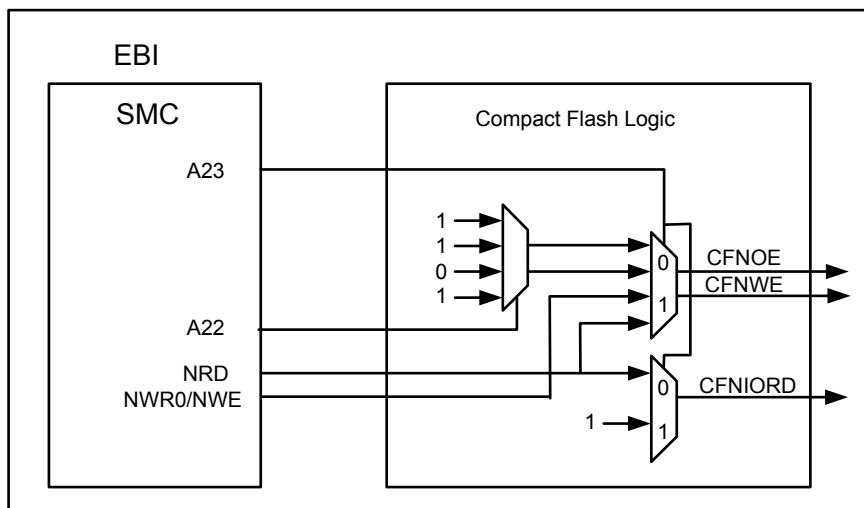 EBI
SMC
Compact Flash Logic
A23
1
1
0
1
0
1
CFNOE
CFNWE
A22
NRD
NWR0/NWE
0
1
1
CFNIORD